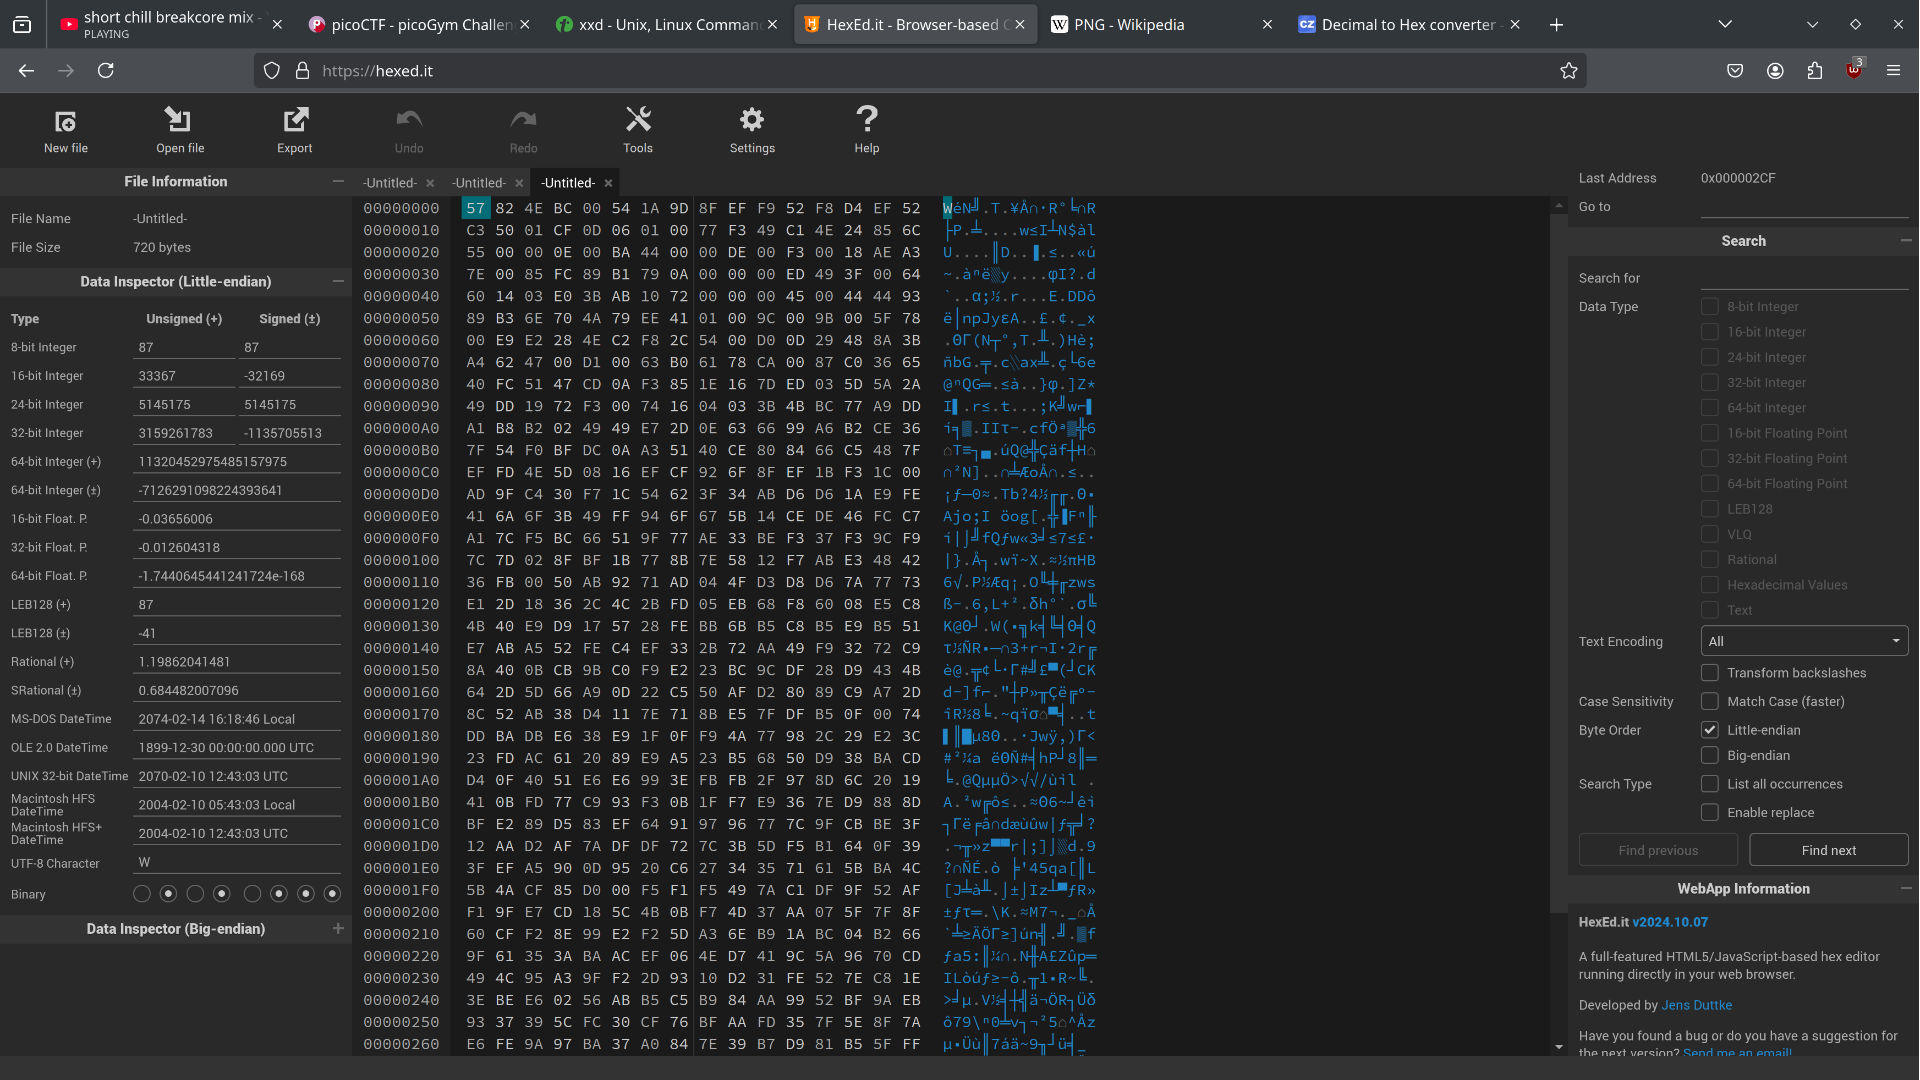 short chill breakcore mix -
PLAYING
picoCTF - picoGym Challen
xxd - Unix, Linux Comman
HexEd.it - Browser-based
PNG - Wikipedia
Decimal to Hex converter
https://hexed.it
3
New file
Open file
Export
Undo
Redo
Tools
Settings
Help
File Information
File Name -Untitled-
File Size 720 bytes
Data Inspector (Little-endian)
Type Unsigned (+) Signed (±)
8-bit Integer 87 87
16-bit Integer 33367 -32169
24-bit Integer 5145175 5145175
32-bit Integer 3159261783 -1135705513
64-bit Integer (+) 11320452975485157975
64-bit Integer (±) -7126291098224393641
16-bit Float. P. -0.03656006
32-bit Float. P. -0.012604318
64-bit Float. P. -1.7440645441241724e-168
LEB128 (+) 87
LEB128 (±) -41
Rational (+) 1.19862041481
SRational (±) 0.684482007096
MS-DOS DateTime 2074-02-14 16:18:46 Local
OLE 2.0 DateTime 1899-12-30 00:00:00.000 UTC
UNIX 32-bit DateTime 2070-02-10 12:43:03 UTC
Macintosh HFS DateTime 2004-02-10 05:43:03 Local
Macintosh HFS+ DateTime 2004-02-10 12:43:03 UTC
UTF-8 Character W
Binary
Data Inspector (Big-endian)
-Untitled- -Untitled- -Untitled-
00000000 57 82 4E BC 00 54 1A 9D 8F EF F9 52 F8 D4 EF 52
00000010 C3 50 01 CF 0D 06 01 00 77 F3 49 C1 4E 24 85 6C
00000020 55 00 00 0E 00 BA 44 00 00 DE 00 F3 00 18 AE A3
00000030 7E 00 85 FC 89 B1 79 0A 00 00 00 ED 49 3F 00 64
00000040 60 14 03 E0 3B AB 10 72 00 00 00 45 00 44 44 93
00000050 89 B3 6E 70 4A 79 EE 41 01 00 9C 00 9B 00 5F 78
00000060 00 E9 E2 28 4E C2 F8 2C 54 00 D0 0D 29 48 8A 3B
00000070 A4 62 47 00 D1 00 63 B0 61 78 CA 00 87 C0 36 65
00000080 40 FC 51 47 CD 0A F3 85 1E 16 7D ED 03 5D 5A 2A
00000090 49 DD 19 72 F3 00 74 16 04 03 3B 4B BC 77 A9 DD
000000A0 A1 B8 B2 02 49 49 E7 2D 0E 63 66 99 A6 B2 CE 36
000000B0 7F 54 F0 BF DC 0A A3 51 40 CE 80 84 66 C5 48 7F
000000C0 EF FD 4E 5D 08 16 EF CF 92 6F 8F EF 1B F3 1C 00
000000D0 AD 9F C4 30 F7 1C 54 62 3F 34 AB D6 D6 1A E9 FE
000000E0 41 6A 6F 3B 49 FF 94 6F 67 5B 14 CE DE 46 FC C7
000000F0 A1 7C F5 BC 66 51 9F 77 AE 33 BE F3 37 F3 9C F9
00000100 7C 7D 02 8F BF 1B 77 8B 7E 58 12 F7 AB E3 48 42
00000110 36 FB 00 50 AB 92 71 AD 04 4F D3 D8 D6 7A 77 73
00000120 E1 2D 18 36 2C 4C 2B FD 05 EB 68 F8 60 08 E5 C8
00000130 4B 40 E9 D9 17 57 28 FE BB 6B B5 C8 B5 E9 B5 51
00000140 E7 AB A5 52 FE C4 EF 33 2B 72 AA 49 F9 32 72 C9
00000150 8A 40 0B CB 9B C0 F9 E2 23 BC 9C DF 28 D9 43 4B
00000160 64 2D 5D 66 A9 0D 22 C5 50 AF D2 80 89 C9 A7 2D
00000170 8C 52 AB 38 D4 11 7E 71 8B E5 7F DF B5 0F 00 74
00000180 DD BA DB E6 38 E9 1F 0F F9 4A 77 98 2C 29 E2 3C
00000190 23 FD AC 61 20 89 E9 A5 23 B5 68 50 D9 38 BA CD
000001A0 D4 0F 40 51 E6 E6 99 3E FB FB 2F 97 8D 6C 20 19
000001B0 41 0B FD 77 C9 93 F3 0B 1F F7 E9 36 7E D9 88 8D
000001C0 BF E2 89 D5 83 EF 64 91 97 96 77 7C 9F CB BE 3F
000001D0 12 AA D2 AF 7A DF DF 72 7C 3B 5D F5 B1 64 0F 39
000001E0 3F EF A5 90 0D 95 20 C6 27 34 35 71 61 5B BA 4C
000001F0 5B 4A CF 85 D0 00 F5 F1 F5 49 7A C1 DF 9F 52 AF
00000200 F1 9F E7 CD 18 5C 4B 0B F7 4D 37 AA 07 5F 7F 8F
00000210 60 CF F2 8E 99 E2 F2 5D A3 6E B9 1A BC 04 B2 66
00000220 9F 61 35 3A BA AC EF 06 4E D7 41 9C 5A 96 70 CD
00000230 49 4C 95 A3 9F F2 2D 93 10 D2 31 FE 52 7E C8 1E
00000240 3E BE E6 02 56 AB B5 C5 B9 84 AA 99 52 BF 9A EB
00000250 93 37 39 5C FC 30 CF 76 BF AA FD 35 7F 5E 8F 7A
00000260 E6 FE 9A 97 BA 37 A0 84 7E 39 B7 D9 81 B5 5F FF
Last Address 0x000002CF
Go to
Search
Search for
Data Type 8-bit Integer
16-bit Integer
24-bit Integer
32-bit Integer
64-bit Integer
16-bit Floating Point
32-bit Floating Point
64-bit Floating Point
LEB128
VLQ
Rational
Hexadecimal Values
Text
Text Encoding All
Transform backslashes
Case Sensitivity Match Case (faster)
Byte Order Little-endian
Big-endian
Search Type List all occurrences
Enable replace
Find previous Find next
WebApp Information
HexEd.it v2024.10.07
A full-featured HTML5/JavaScript-based hex editor
running directly in your web browser.
Developed by Jens Duttke
Have you found a bug or do you have a suggestion for
the next version? Send me an email!